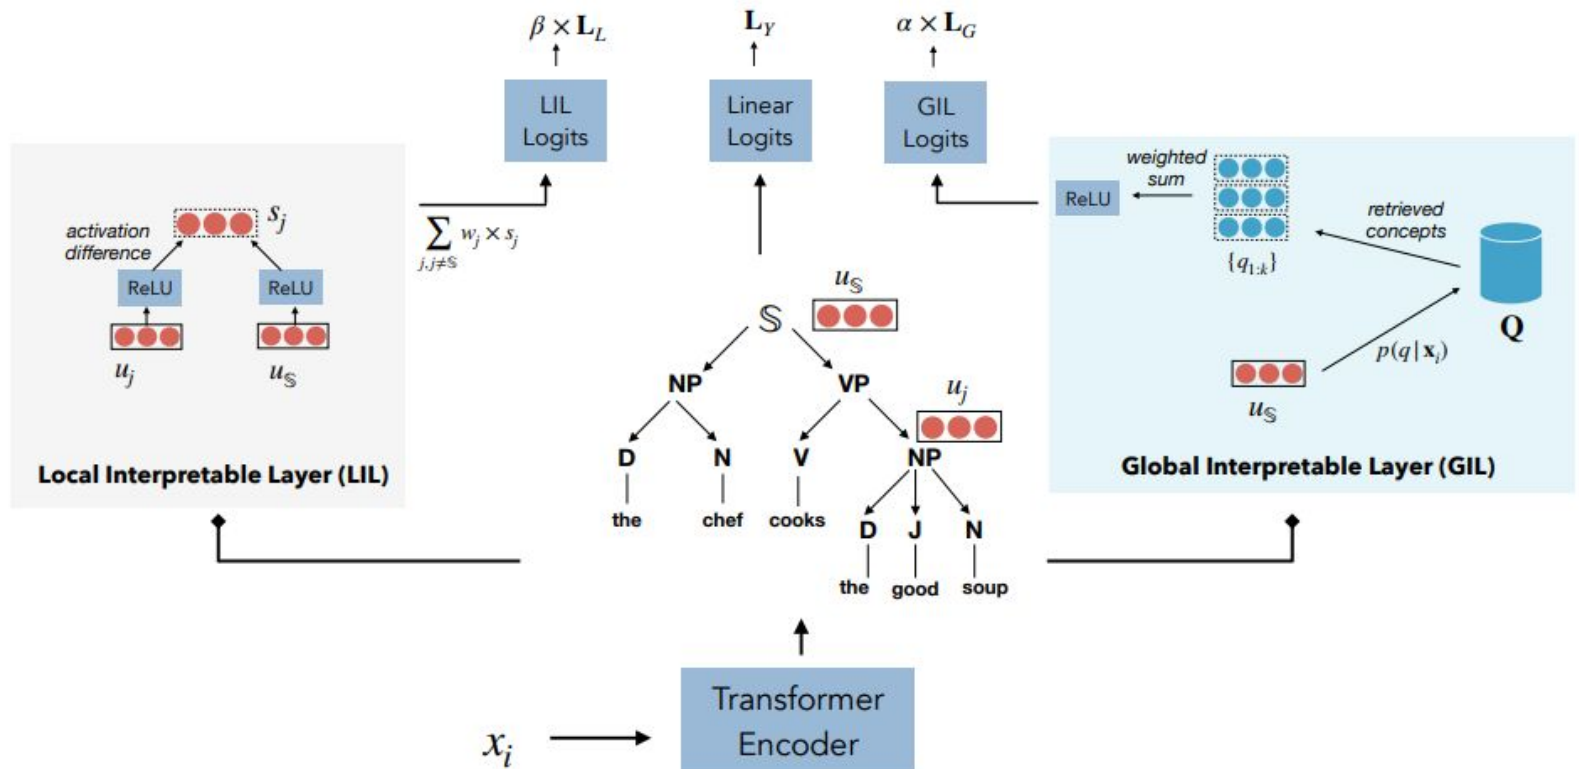 β × L_L
L_Y
α × L_G
LIL
Logits
Linear
Logits
GIL
Logits
activation
difference
s_j
ReLU
ReLU
u_j
u_𝕊
Local Interpretable Layer (LIL)
∑ w_j × s_j
j,j≠𝕊
weighted
sum
ReLU
{q_{1:k}}
retrieved
concepts
Q
p(q | x_i)
u_𝕊
Global Interpretable Layer (GIL)
𝕊
u_𝕊
NP
VP
u_j
D
N
V
NP
the
chef
cooks
D
J
N
the
good
soup
x_i
Transformer
Encoder